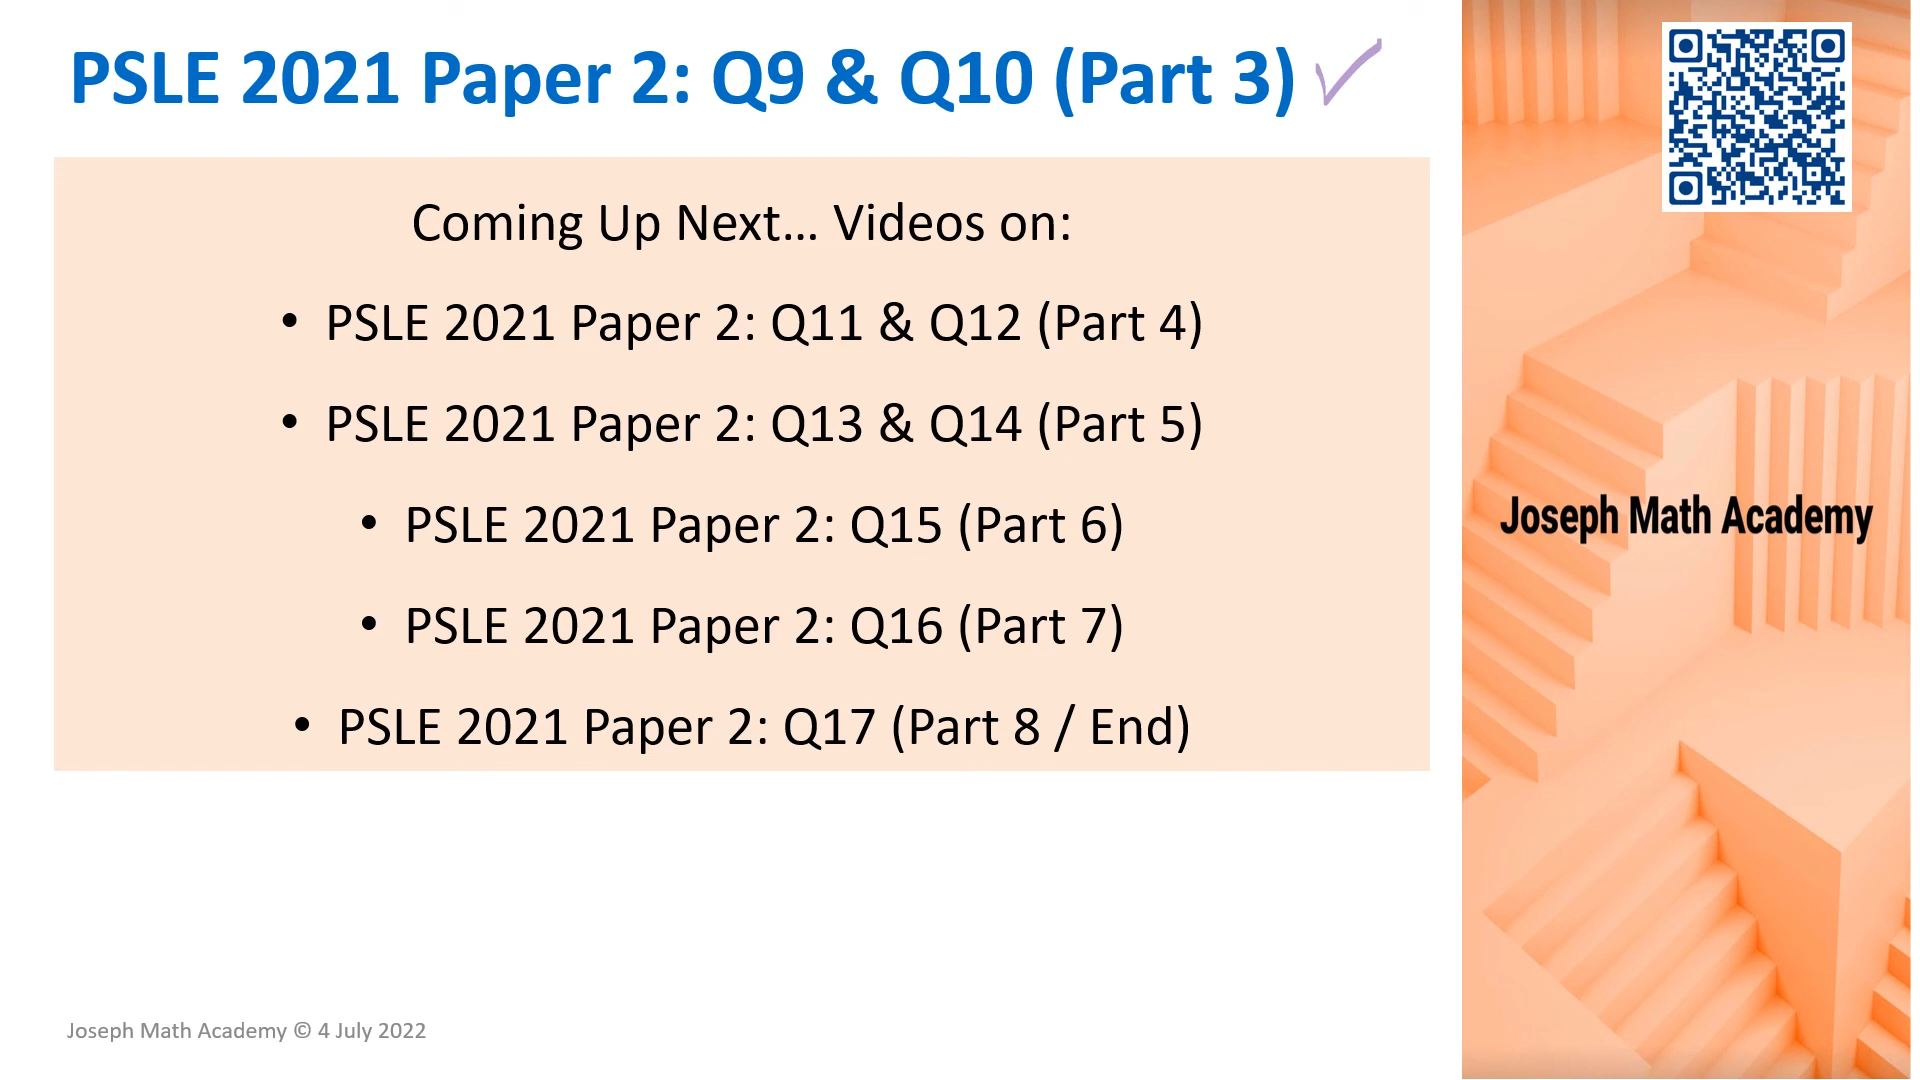 PSLE 2021 Paper 2: Q9 & Q10 (Part 3) ✓
Coming Up Next... Videos on:
• PSLE 2021 Paper 2: Q11 & Q12 (Part 4)
• PSLE 2021 Paper 2: Q13 & Q14 (Part 5)
• PSLE 2021 Paper 2: Q15 (Part 6)
• PSLE 2021 Paper 2: Q16 (Part 7)
• PSLE 2021 Paper 2: Q17 (Part 8 / End)
Joseph Math Academy
Joseph Math Academy © 4 July 2022